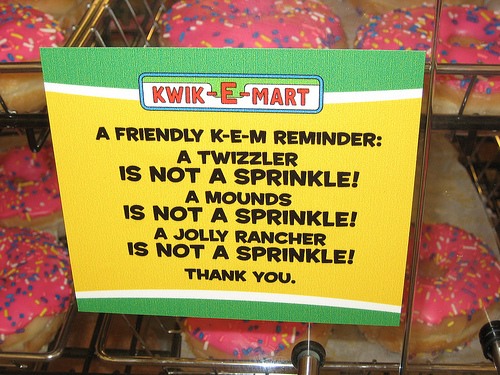 KWIK-E-MART
A FRIENDLY K-E-M REMINDER:
A TWIZZLER
IS NOT A SPRINKLE!
A MOUNDS
IS NOT A SPRINKLE!
A JOLLY RANCHER
IS NOT A SPRINKLE!
THANK YOU.